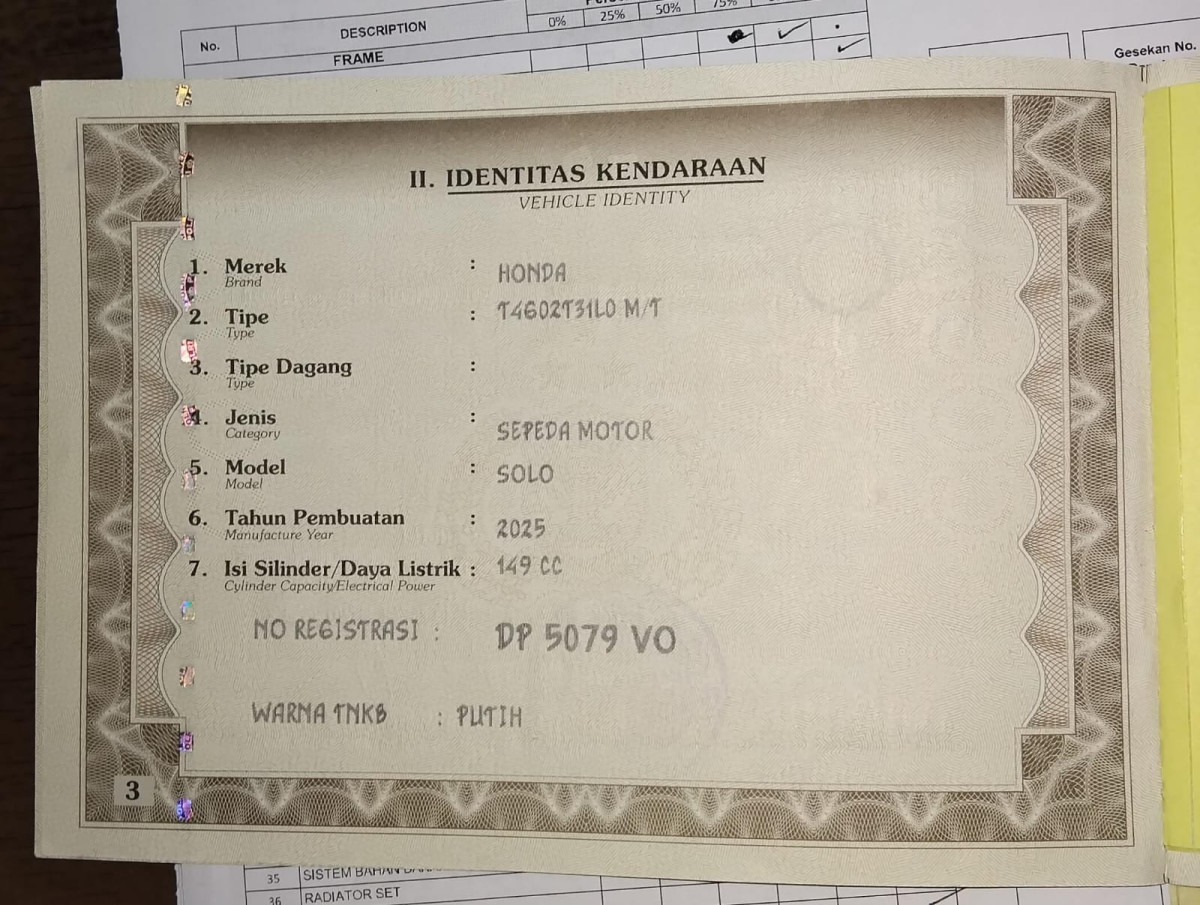 No. DESCRIPTION 0% 25% 50% 75%
FRAME
Gesekan No.
II. IDENTITAS KENDARAAN
VEHICLE IDENTITY
1. Merek : HONDA
Brand
2. Tipe : T4G02T31L0 M/T
Type
3. Tipe Dagang :
Type
4. Jenis : SEPEDA MOTOR
Category
5. Model : SOLO
Model
6. Tahun Pembuatan : 2025
Manufacture Year
7. Isi Silinder/Daya Listrik : 149 CC
Cylinder Capacity/Electrical Power
NO REGISTRASI : DP 5079 VO
WARNA TNKB : PUTIH
3
35 SISTEM BAHAN
36 RADIATOR SET